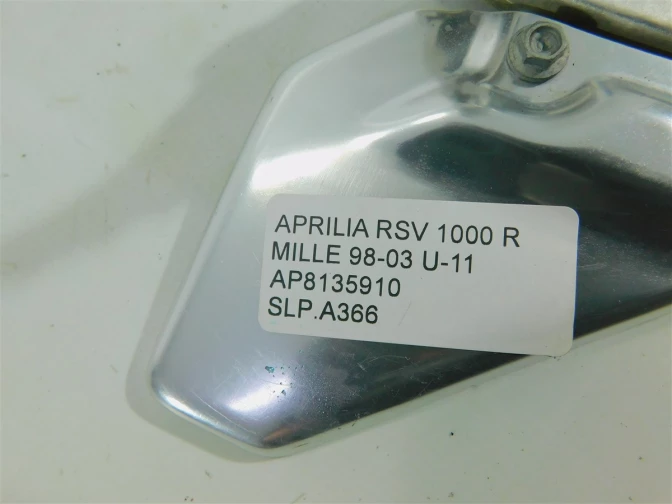 APRILIA RSV 1000 R
MILLE 98-03 U-11
AP8135910
SLP.A366